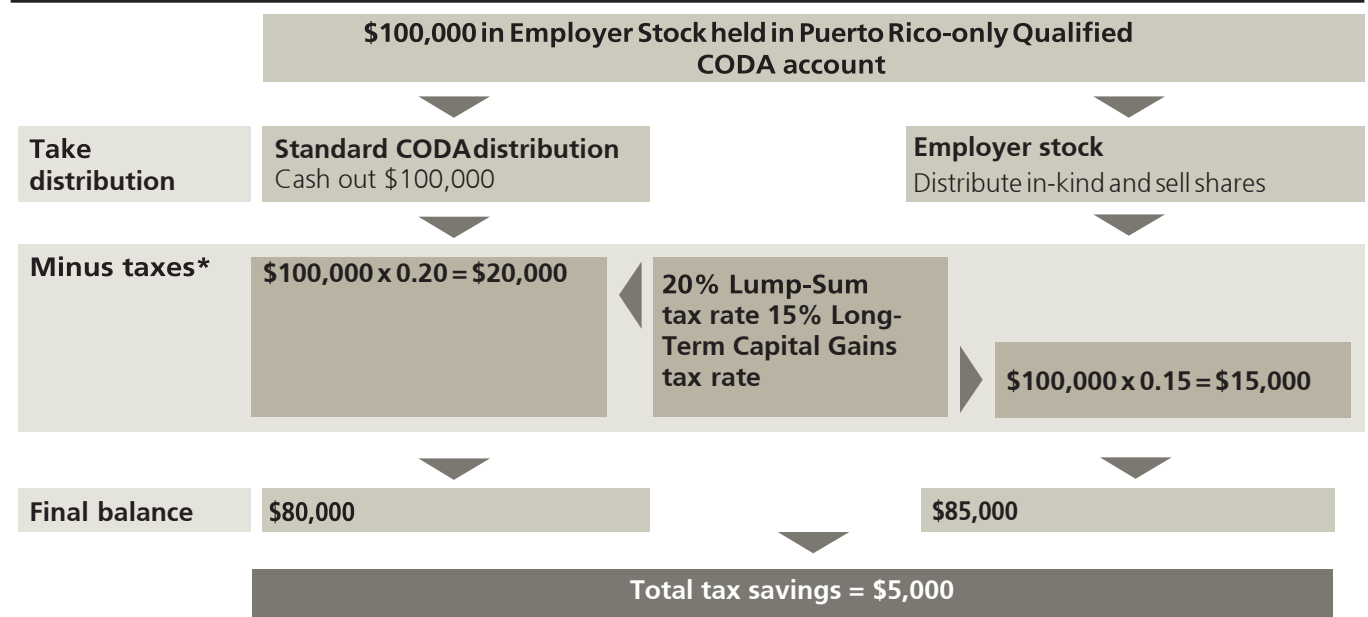 $100,000 in Employer Stock held in Puerto Rico-only Qualified
CODA account
Take
distribution
Standard CODA distribution
Cash out $100,000
Employer stock
Distribute in-kind and sell shares
Minus taxes*
$100,000 x 0.20 = $20,000
20% Lump-Sum
tax rate 15% Long-
Term Capital Gains
tax rate
$100,000 x 0.15 = $15,000
Final balance
$80,000
$85,000
Total tax savings = $5,000